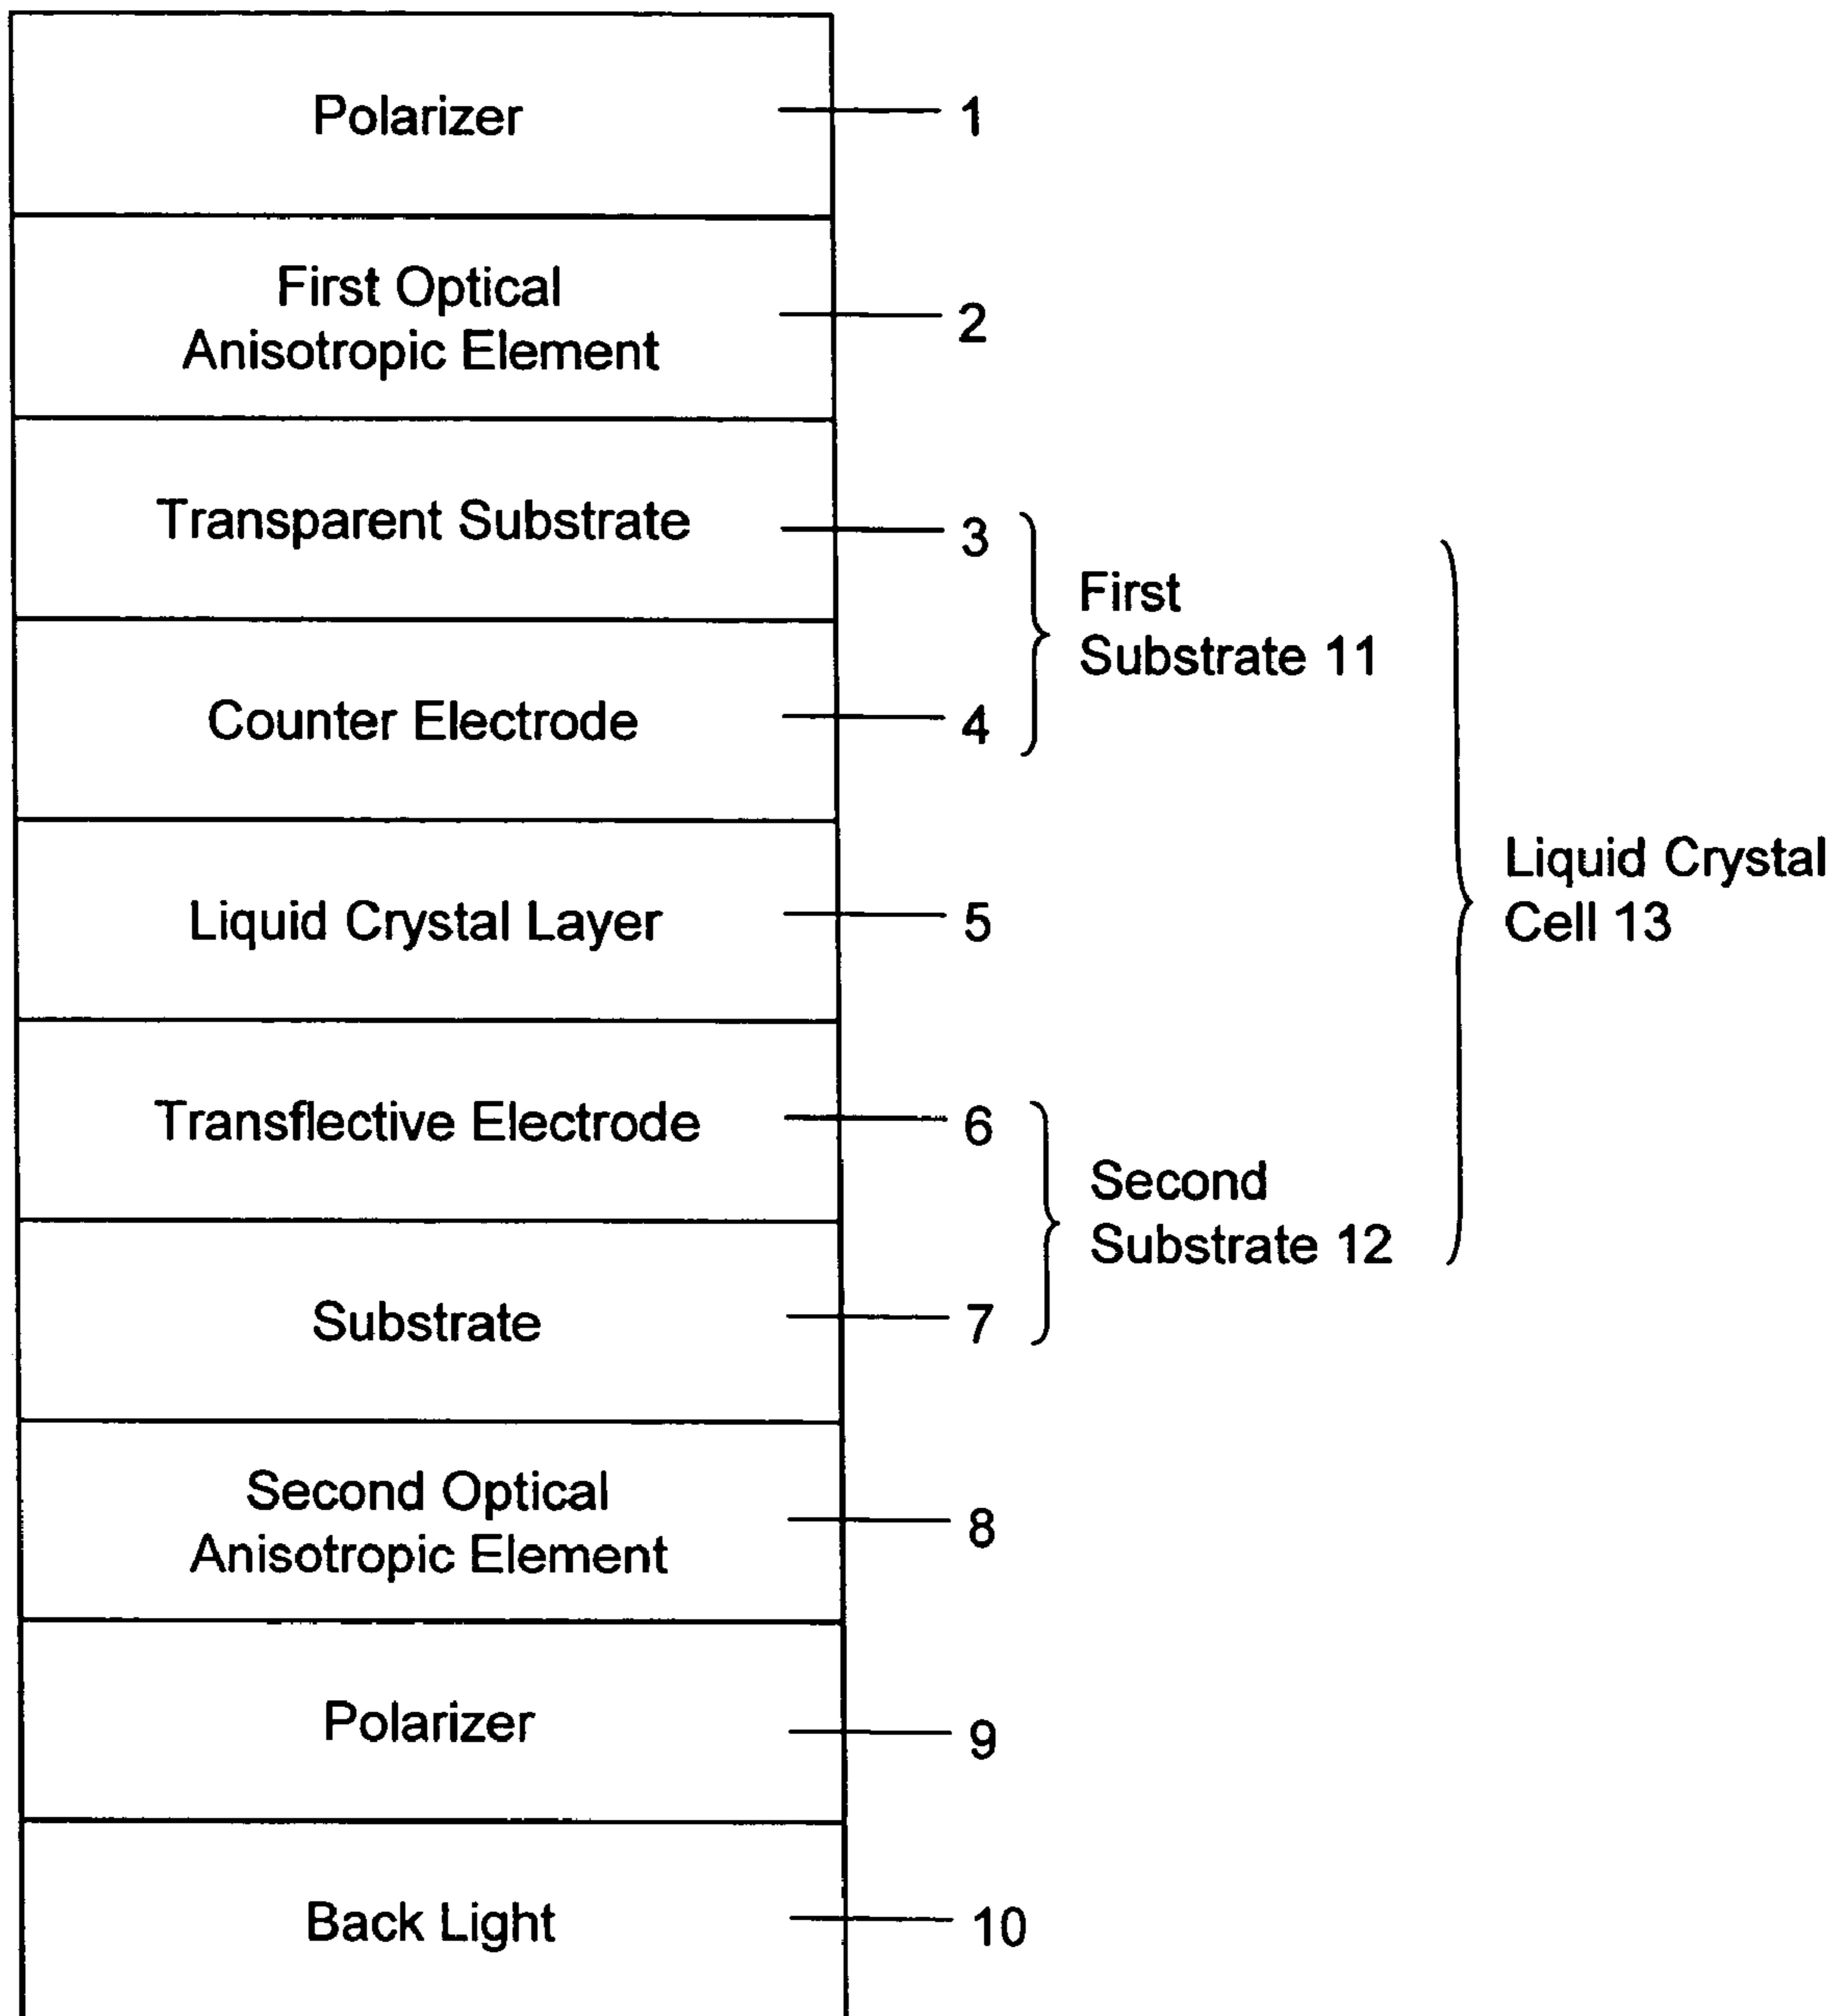 Polarizer
1
First Optical
Anisotropic Element
2
Transparent Substrate
3
First
Substrate 11
Counter Electrode
4
Liquid Crystal Layer
5
Liquid Crystal
Cell 13
Transflective Electrode
6
Second
Substrate 12
Substrate
7
Second Optical
Anisotropic Element
8
Polarizer
9
Back Light
10